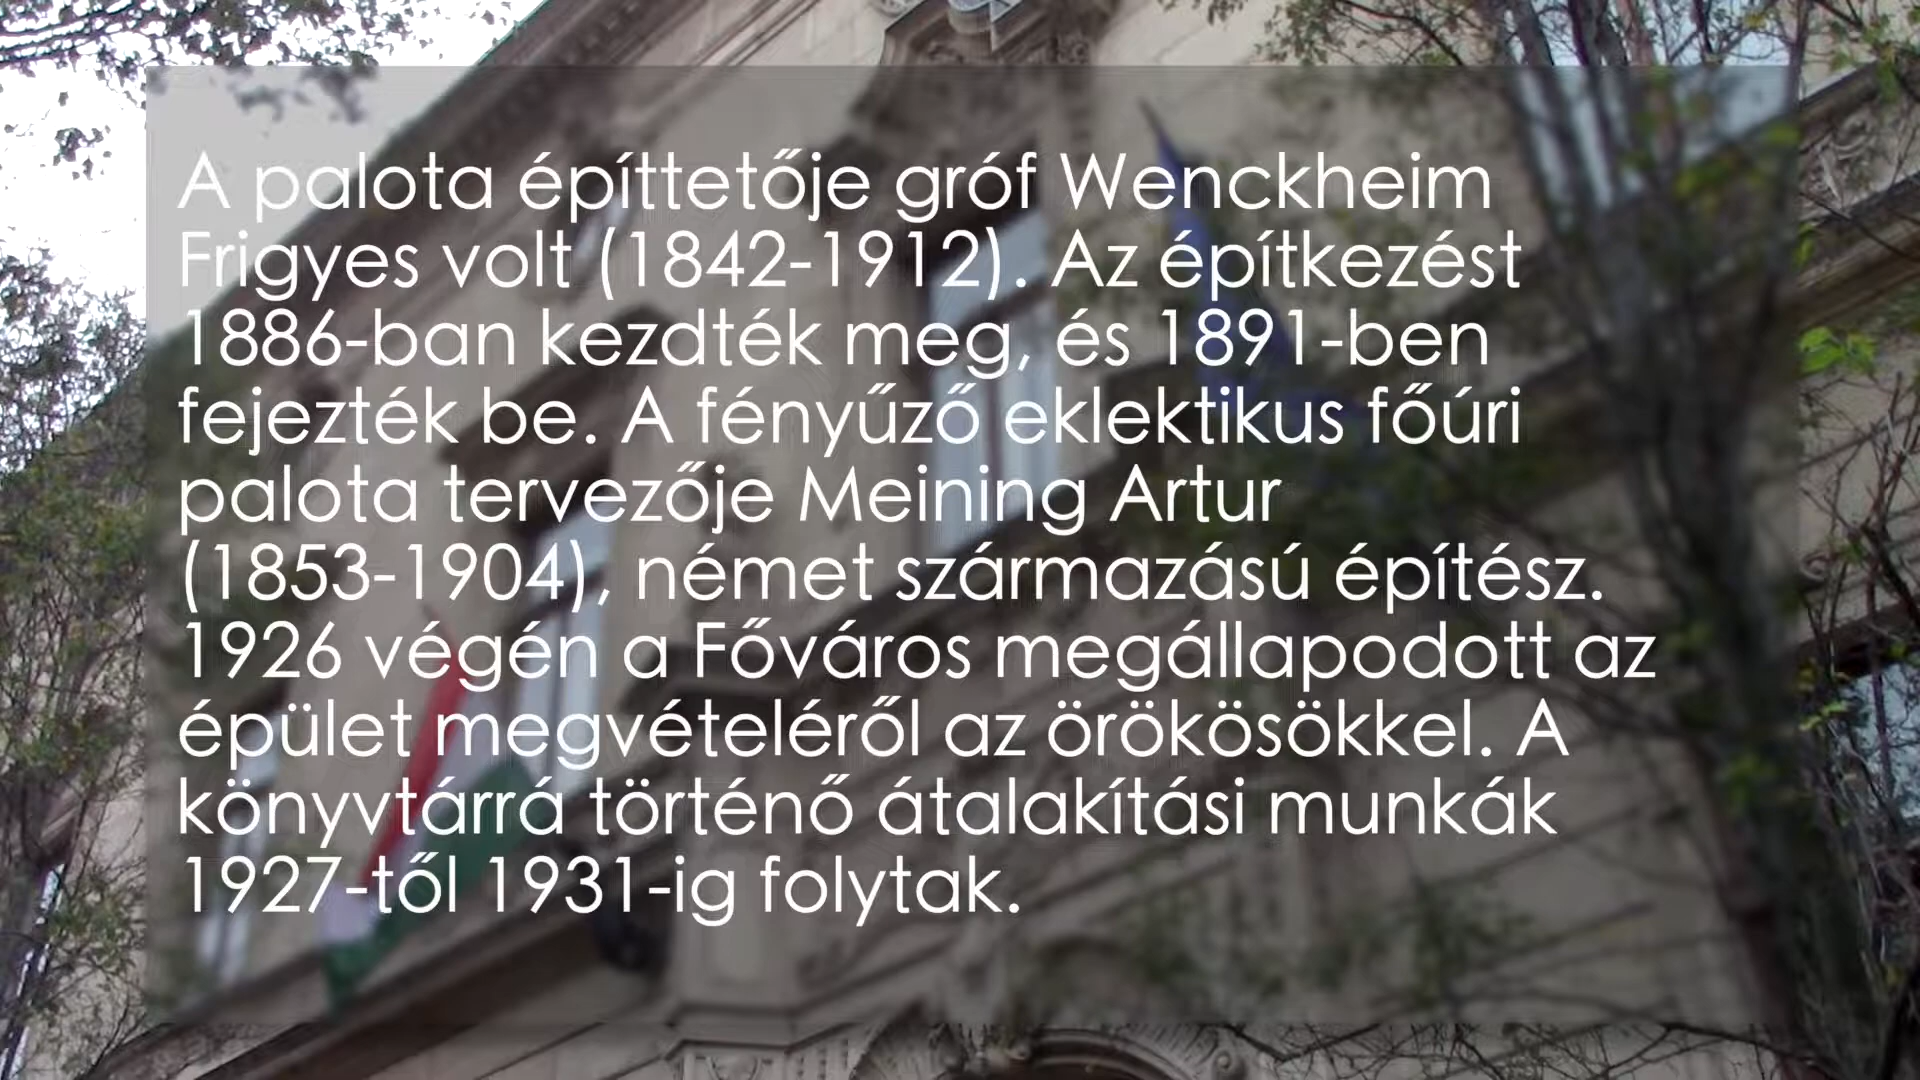 A palota építtetője gróf Wenckheim
Frigyes volt (1842-1912). Az építkezést
1886-ban kezdték meg, és 1891-ben
fejezték be. A fényűző eklektikus főúri
palota tervezője Meining Artur
(1853-1904), német származású építész.
1926 végén a Főváros megállapodott az
épület megvételéről az örökösökkel. A
könyvtárrá történő átalakítási munkák
1927-től 1931-ig folytak.